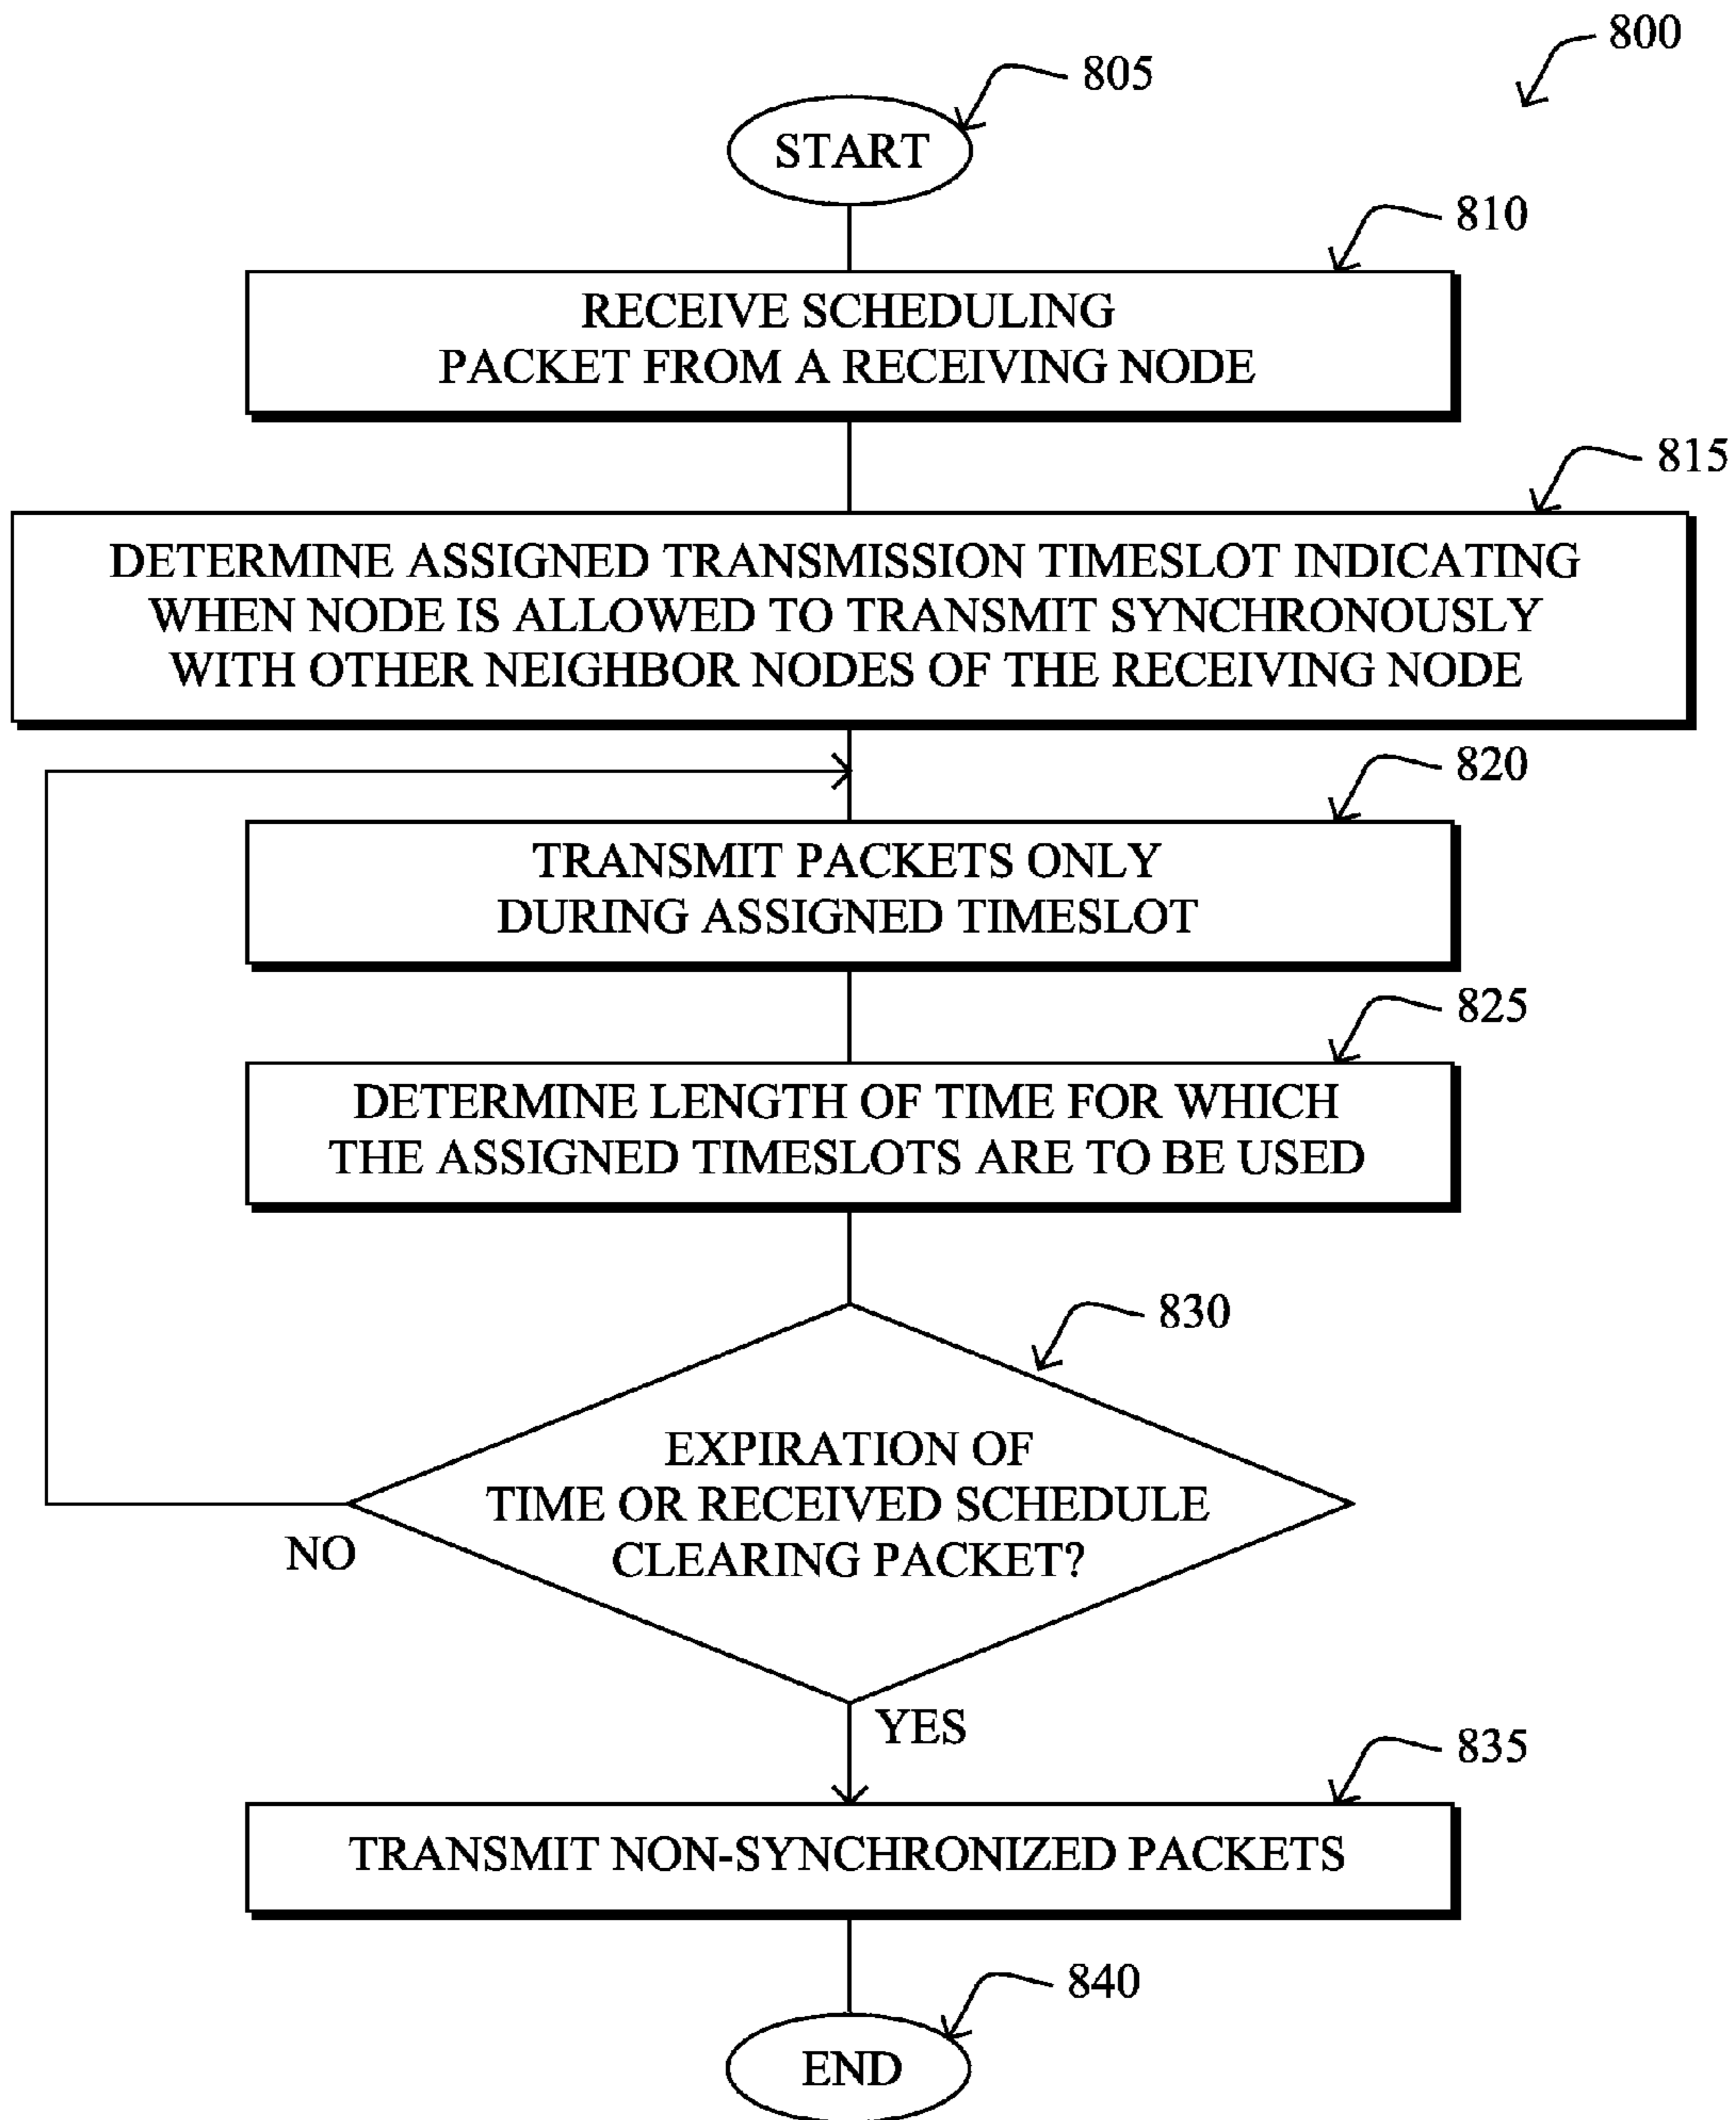 800
805
START
810
RECEIVE SCHEDULING
PACKET FROM A RECEIVING NODE
815
DETERMINE ASSIGNED TRANSMISSION TIMESLOT INDICATING
WHEN NODE IS ALLOWED TO TRANSMIT SYNCHRONOUSLY
WITH OTHER NEIGHBOR NODES OF THE RECEIVING NODE
820
TRANSMIT PACKETS ONLY
DURING ASSIGNED TIMESLOT
825
DETERMINE LENGTH OF TIME FOR WHICH
THE ASSIGNED TIMESLOTS ARE TO BE USED
830
EXPIRATION OF
TIME OR RECEIVED SCHEDULE
CLEARING PACKET?
NO
YES
835
TRANSMIT NON-SYNCHRONIZED PACKETS
840
END